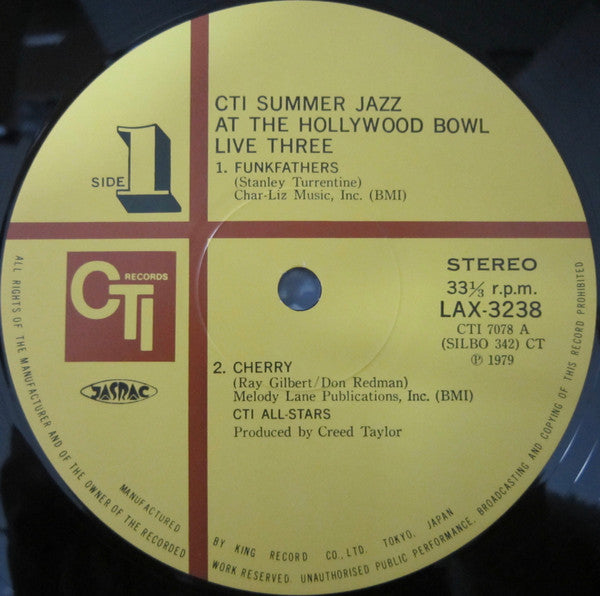 CTI SUMMER JAZZ
AT THE HOLLYWOOD BOWL
LIVE THREE
SIDE 1
1. FUNKFATHERS
(Stanley Turrentine)
Char-Liz Music, Inc. (BMI)
CTI RECORDS
JASRAC
STEREO
33⅓ r.p.m.
LAX-3238
CTI 7078 A
(SILBO 342) CT
Ⓟ 1979
2. CHERRY
(Ray Gilbert/Don Redman)
Melody Lane Publications, Inc. (BMI)
CTI ALL-STARS
Produced by Creed Taylor
MANUFACTURED BY KING RECORD CO., LTD. TOKYO, JAPAN
ALL RIGHTS OF THE MANUFACTURER AND OF THE OWNER OF THE RECORDED WORK RESERVED. UNAUTHORISED PUBLIC PERFORMANCE, BROADCASTING AND COPYING OF THIS RECORD PROHIBITED